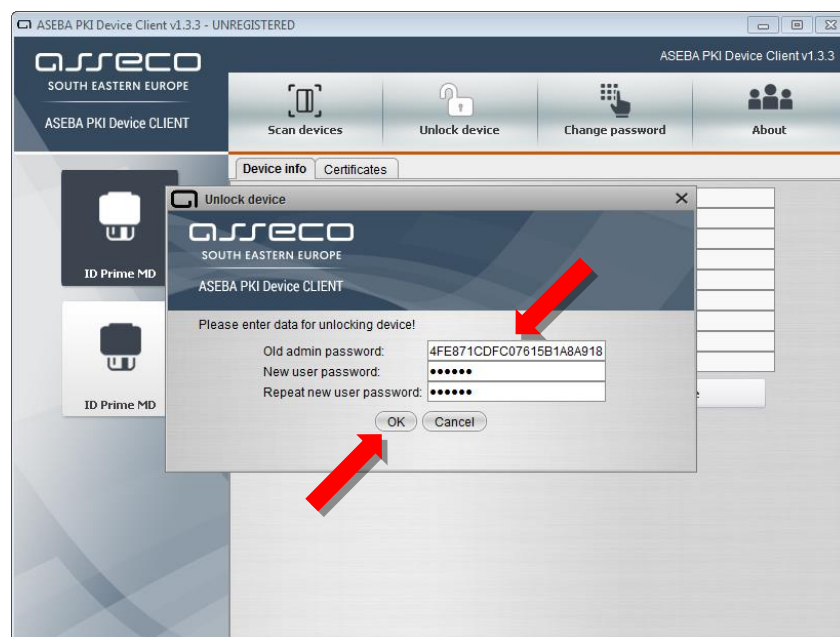 ASEBA PKI Device Client v1.3.3 - UNREGISTERED
asseco
SOUTH EASTERN EUROPE
ASEBA PKI Device CLIENT
ASEBA PKI Device Client v1.3.3
Scan devices
Unlock device
Change password
About
Device info
Certificates
ID Prime MD
ID Prime MD
Unlock device
asseco
SOUTH EASTERN EUROPE
ASEBA PKI Device CLIENT
Please enter data for unlocking device!
Old admin password: 4FE871CDFC07615B1A8A918
New user password: ••••••
Repeat new user password: ••••••
OK Cancel